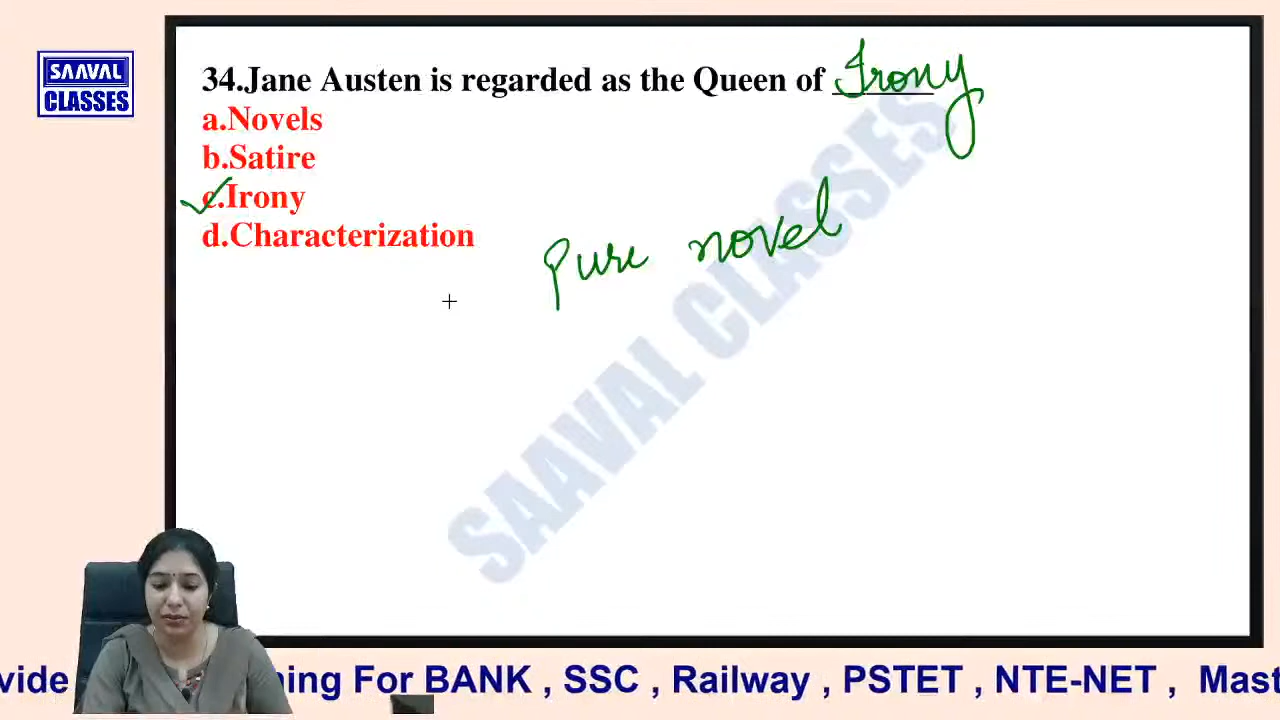 SAAVAL
CLASSES
34.Jane Austen is regarded as the Queen of Irony
a.Novels
b.Satire
c.Irony
d.Characterization
Pure novel
SAAVAL CLASSES
vide ning For BANK , SSC , Railway , PSTET , NTE-NET , Mast